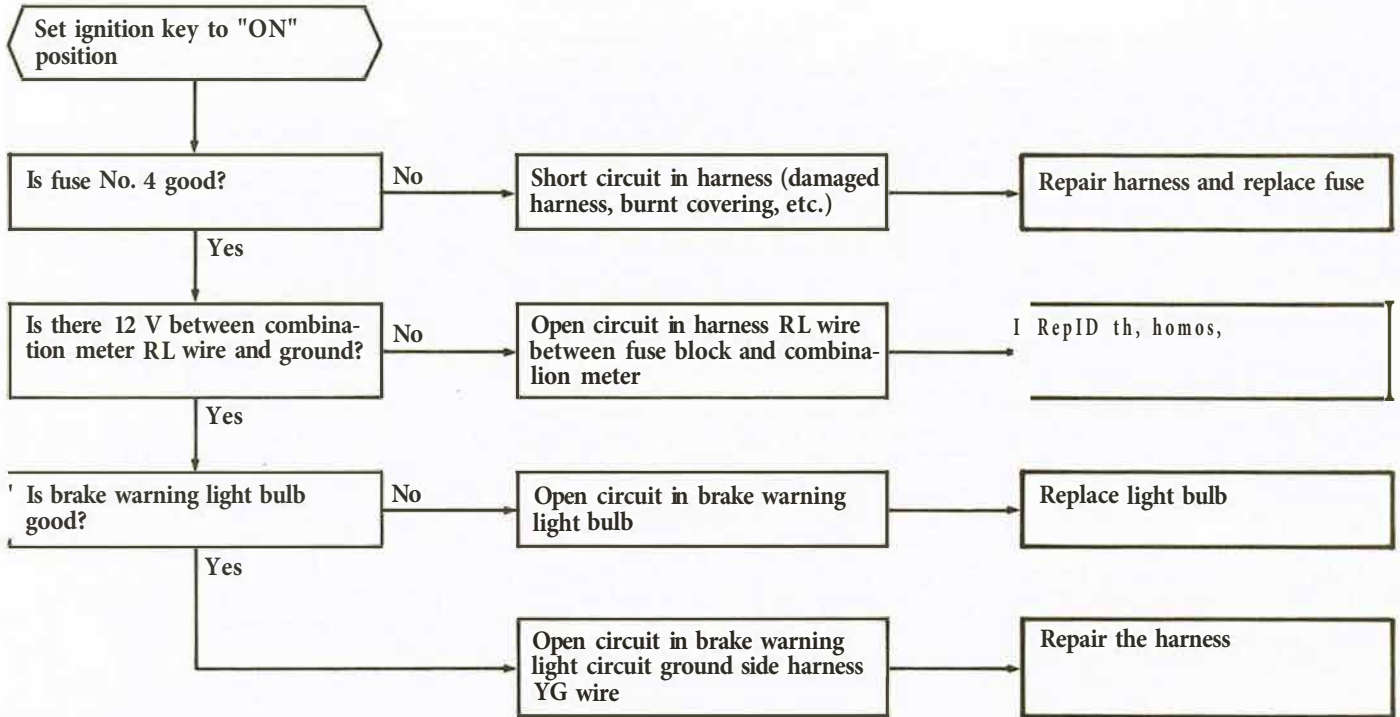 Set ignition key to "ON"
position
Is fuse No. 4 good?
No
Short circuit in harness (damaged
harness, burnt covering, etc.)
Repair harness and replace fuse
Yes
Is there 12 V between combina-
tion meter RL wire and ground?
No
Open circuit in harness RL wire
between fuse block and combina-
lion meter
I RepID th, homos,
Yes
' Is brake warning light bulb
good?
No
Open circuit in brake warning
light bulb
Replace light bulb
Yes
Open circuit in brake warning
light circuit ground side harness
YG wire
Repair the harness